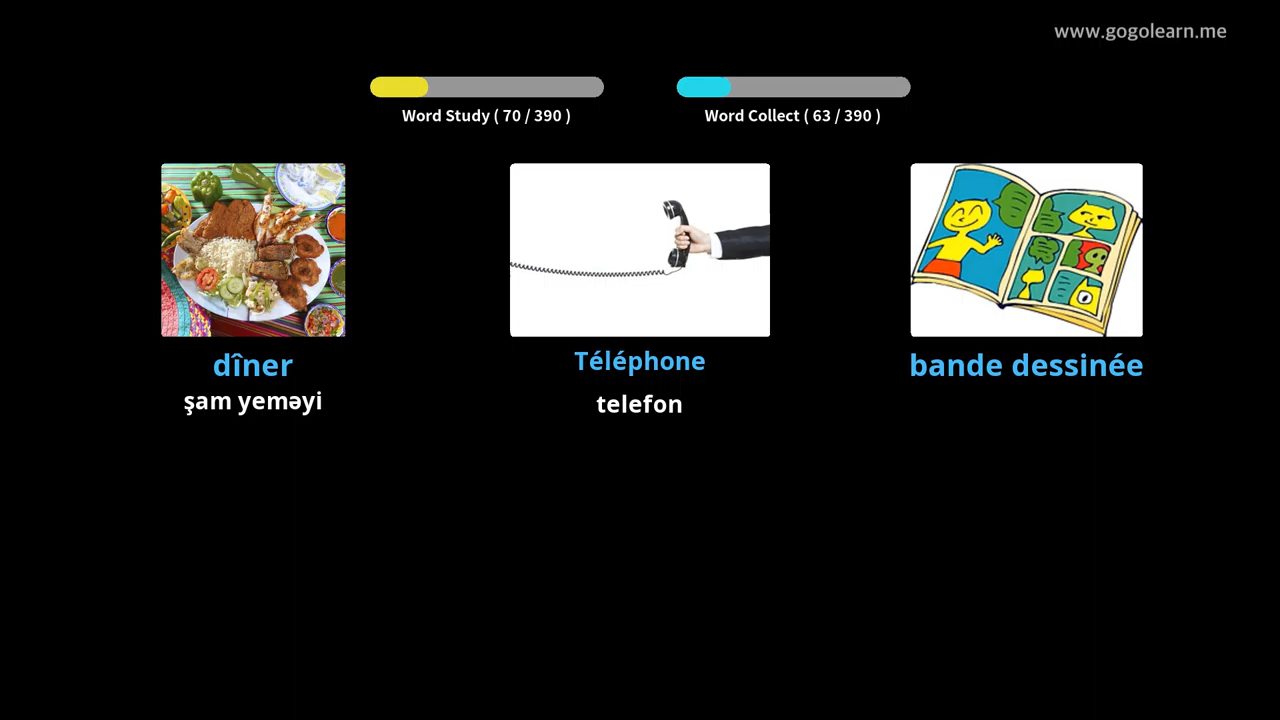 www.gogolearn.me
Word Study ( 70 / 390 )
Word Collect ( 63 / 390 )
dîner
şam yeməyi
Téléphone
telefon
bande dessinée